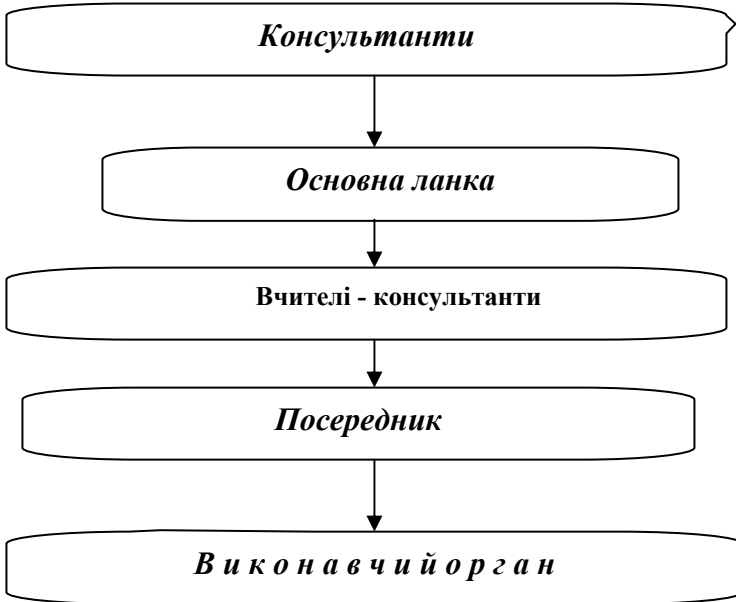 Консультанти
Основна ланка
Вчителі - консультанти
Посередник
В и к о н а в ч и й о р г а н